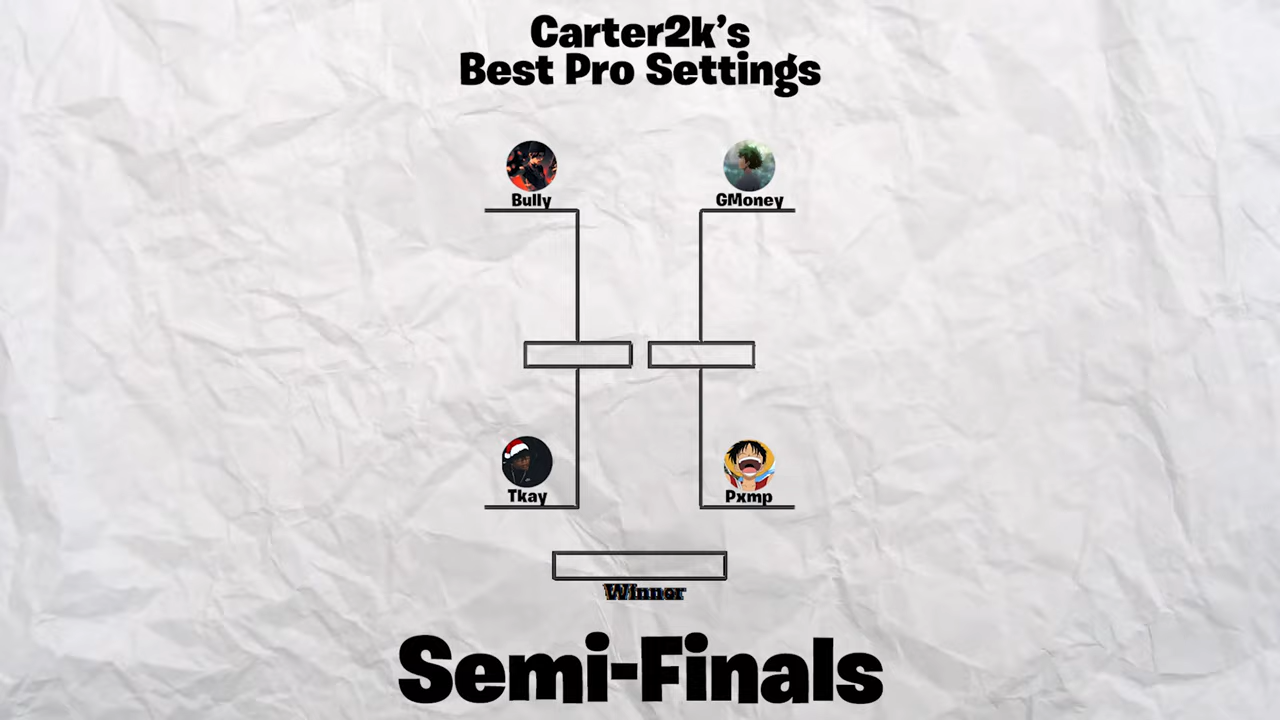 Carter2k's
Best Pro Settings
Bully
GMoney
Tkay
Pxmp
Winner
Semi-Finals